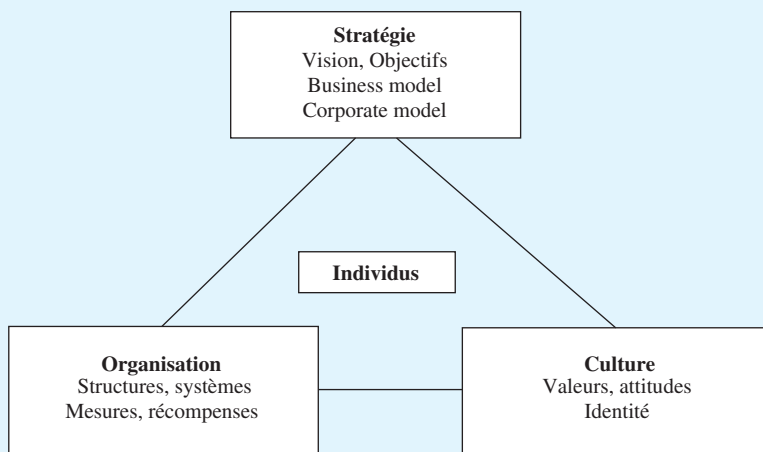 Stratégie
Vision, Objectifs
Business model
Corporate model
Individus
Organisation
Structures, systèmes
Mesures, récompenses
Culture
Valeurs, attitudes
Identité